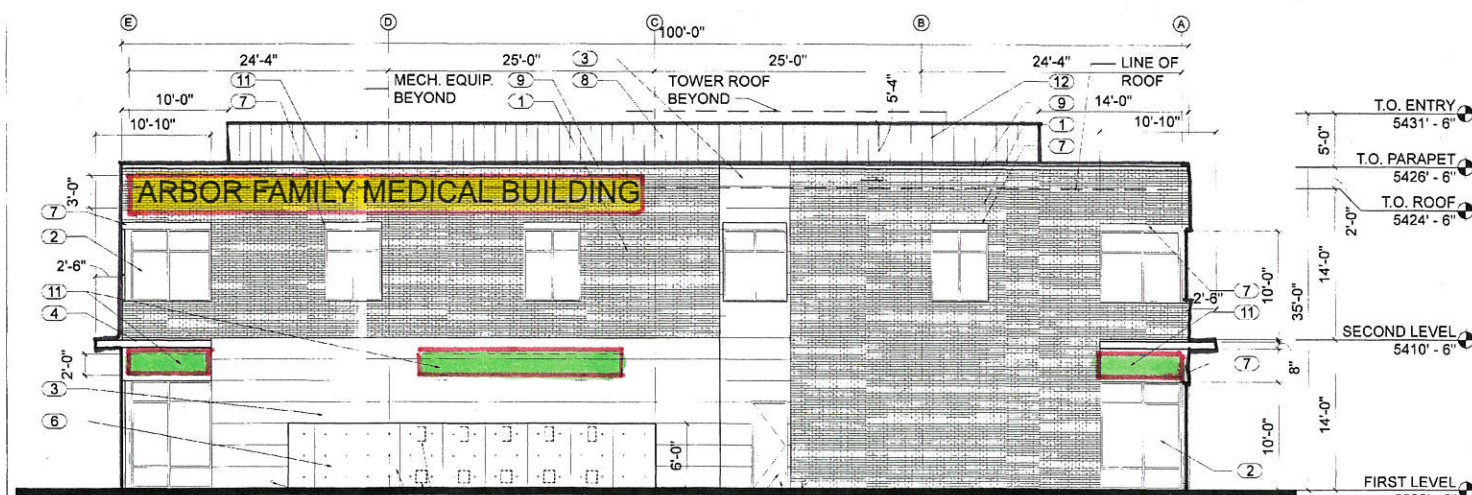 E D C B A
100'-0"
24'-4" 25'-0" 3 25'-0" 24'-4" LINE OF
11 MECH. EQUIP. 9 8 TOWER ROOF 12 ROOF
10'-0" 7 BEYOND 1 BEYOND 5'-4" 9 14'-0"
10'-10" 1 10'-10"
7
T.O. ENTRY
5431' - 6"
5'-0"
T.O. PARAPET
5426' - 6"
3'-0" ARBOR FAMILY MEDICAL BUILDING
T.O. ROOF
5424' - 6"
2'-0"
7
2
2'-6"
11
4
10'-0" 14'-0" 35'-0"
7
2'-6" 11
SECOND LEVEL
5410' - 6"
2'-0"
7 8"
3
6
6'-0" 10'-0" 14'-0"
2
FIRST LEVEL